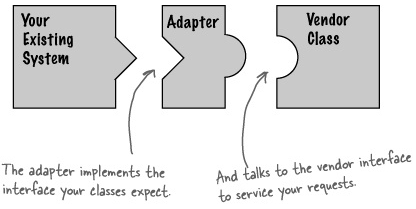 Your
Existing
System
Adapter
Vendor
Class
The adapter implements the
interface your classes expect.
And talks to the vendor interface
to service your requests.